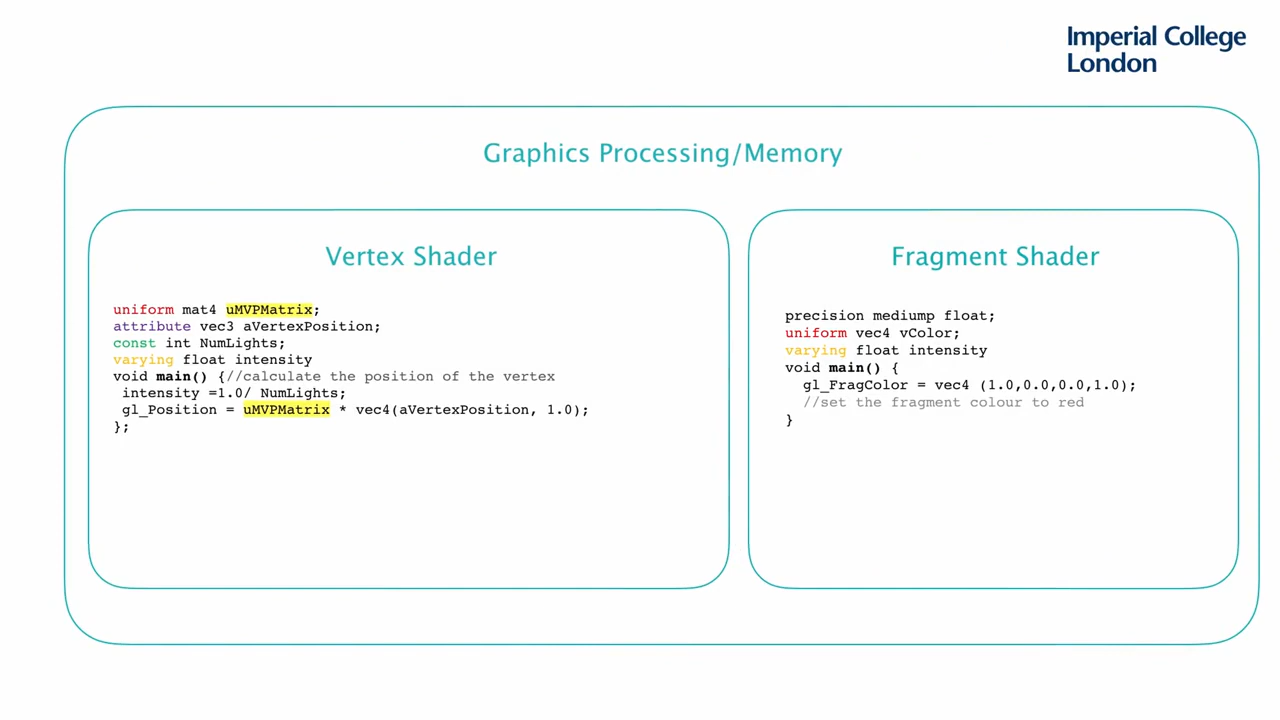 Imperial College
London
Graphics Processing/Memory
Vertex Shader
uniform mat4 uMVPMatrix;
attribute vec3 aVertexPosition;
const int NumLights;
varying float intensity
void main() {//calculate the position of the vertex
intensity =1.0/ NumLights;
gl_Position = uMVPMatrix * vec4(aVertexPosition, 1.0);
};
Fragment Shader
precision mediump float;
uniform vec4 vColor;
varying float intensity
void main() {
gl_FragColor = vec4 (1.0,0.0,0.0,1.0);
//set the fragment colour to red
}